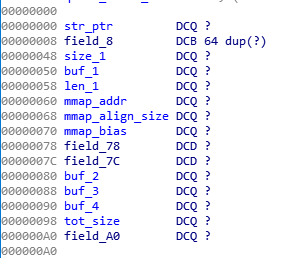 00000000
00000000 str_ptr DCQ ?
00000008 field_8 DCB 64 dup(?)
00000048 size_1 DCQ ?
00000050 buf_1 DCQ ?
00000058 len_1 DCQ ?
00000060 mmap_addr DCQ ?
00000068 mmap_align_size DCQ ?
00000070 mmap_bias DCQ ?
00000078 field_78 DCD ?
0000007C field_7C DCD ?
00000080 buf_2 DCQ ?
00000088 buf_3 DCQ ?
00000090 buf_4 DCQ ?
00000098 tot_size DCQ ?
000000A0 field_A0 DCQ ?
000000A0